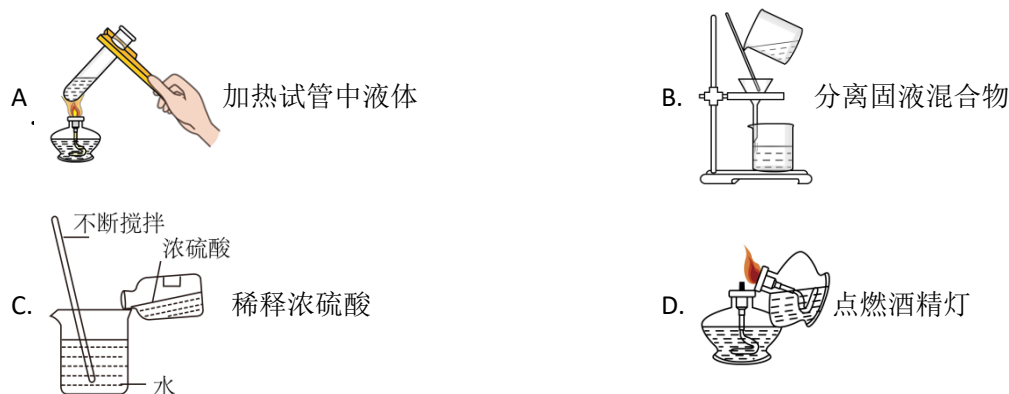 A
.
加热试管中液体
B.
分离固液混合物
不断搅拌
浓硫酸
C.
稀释浓硫酸
水
D.
点燃酒精灯